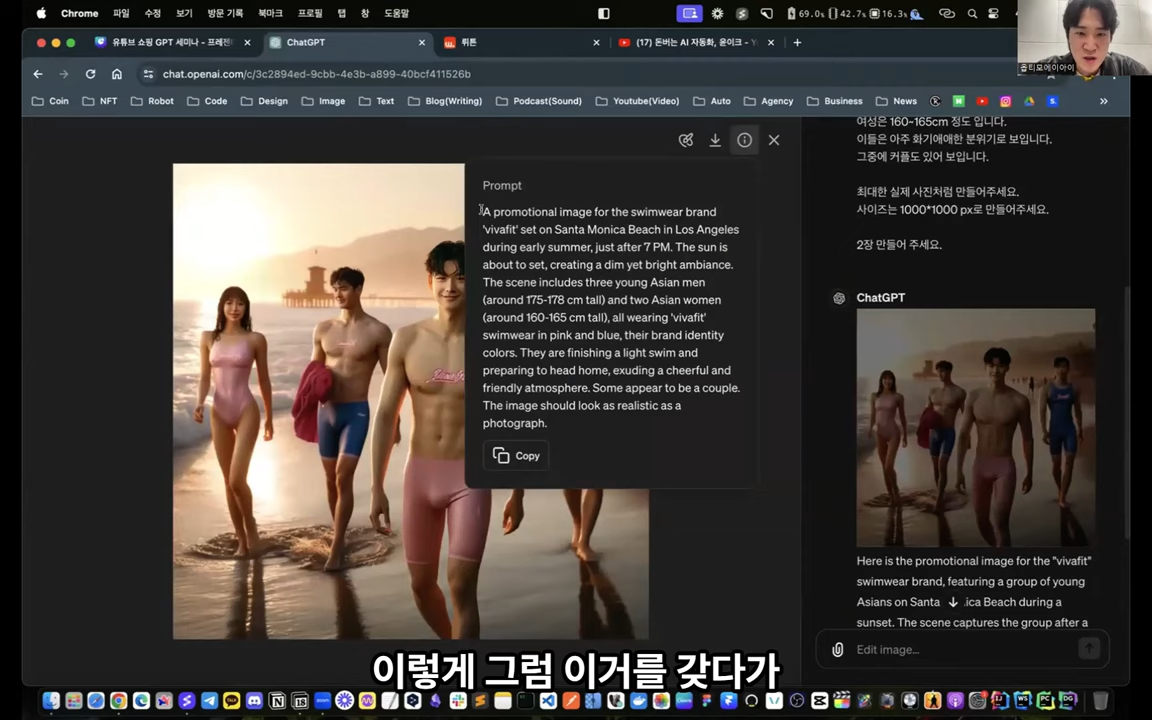 Chrome 파일 수정 보기 방문 기록 북마크 프로필 탭 창 도움말
69.0% 42.7% 16.3%
유튜브 쇼핑 GPT 세미나 - 프레젠
ChatGPT
뤼튼
(17) 돈버는 AI 자동화, 윤이크 - Y
옵티모에이아이
chat.openai.com/c/3c2894ed-9cbb-4e3b-a899-40bcf411526b
Coin NFT Robot Code Design Image Text Blog(Writing) Podcast(Sound) Youtube(Video) Auto Agency Business News
여성은 160~165cm 정도 입니다.
이들은 아주 화기애애한 분위기로 보입니다.
그중에 커플도 있어 보입니다.
최대한 실제 사진처럼 만들어주세요.
사이즈는 1000*1000 px로 만들어주세요.
2장 만들어 주세요.
Prompt
A promotional image for the swimwear brand
'vivafit' set on Santa Monica Beach in Los Angeles
during early summer, just after 7 PM. The sun is
about to set, creating a dim yet bright ambiance.
The scene includes three young Asian men
(around 175-178 cm tall) and two Asian women
(around 160-165 cm tall), all wearing 'vivafit'
swimwear in pink and blue, their brand identity
colors. They are finishing a light swim and
preparing to head home, exuding a cheerful and
friendly atmosphere. Some appear to be a couple.
The image should look as realistic as a
photograph.
Copy
ChatGPT
Here is the promotional image for the "vivafit"
swimwear brand, featuring a group of young
Asians on Santa .ica Beach during a
sunset. The scene captures the group after a
Edit image...
이렇게 그럼 이거를 갖다가